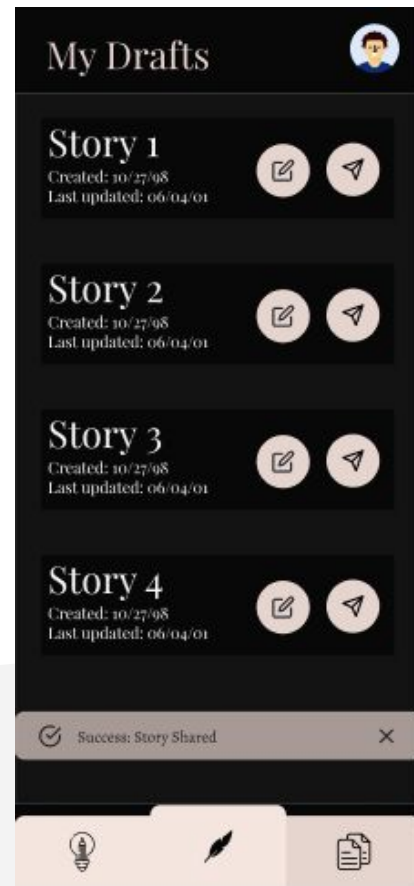 My Drafts
Story 1
Created: 10/27/98
Last updated: 06/04/01
Story 2
Created: 10/27/98
Last updated: 06/04/01
Story 3
Created: 10/27/98
Last updated: 06/04/01
Story 4
Created: 10/27/98
Last updated: 06/04/01
Success: Story Shared